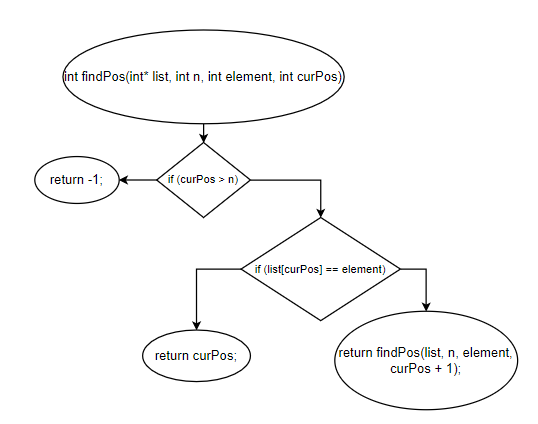 int findPos(int* list, int n, int element, int curPos)
return -1;
if (curPos > n)
if (list[curPos] == element)
return curPos;
return findPos(list, n, element,
curPos + 1);